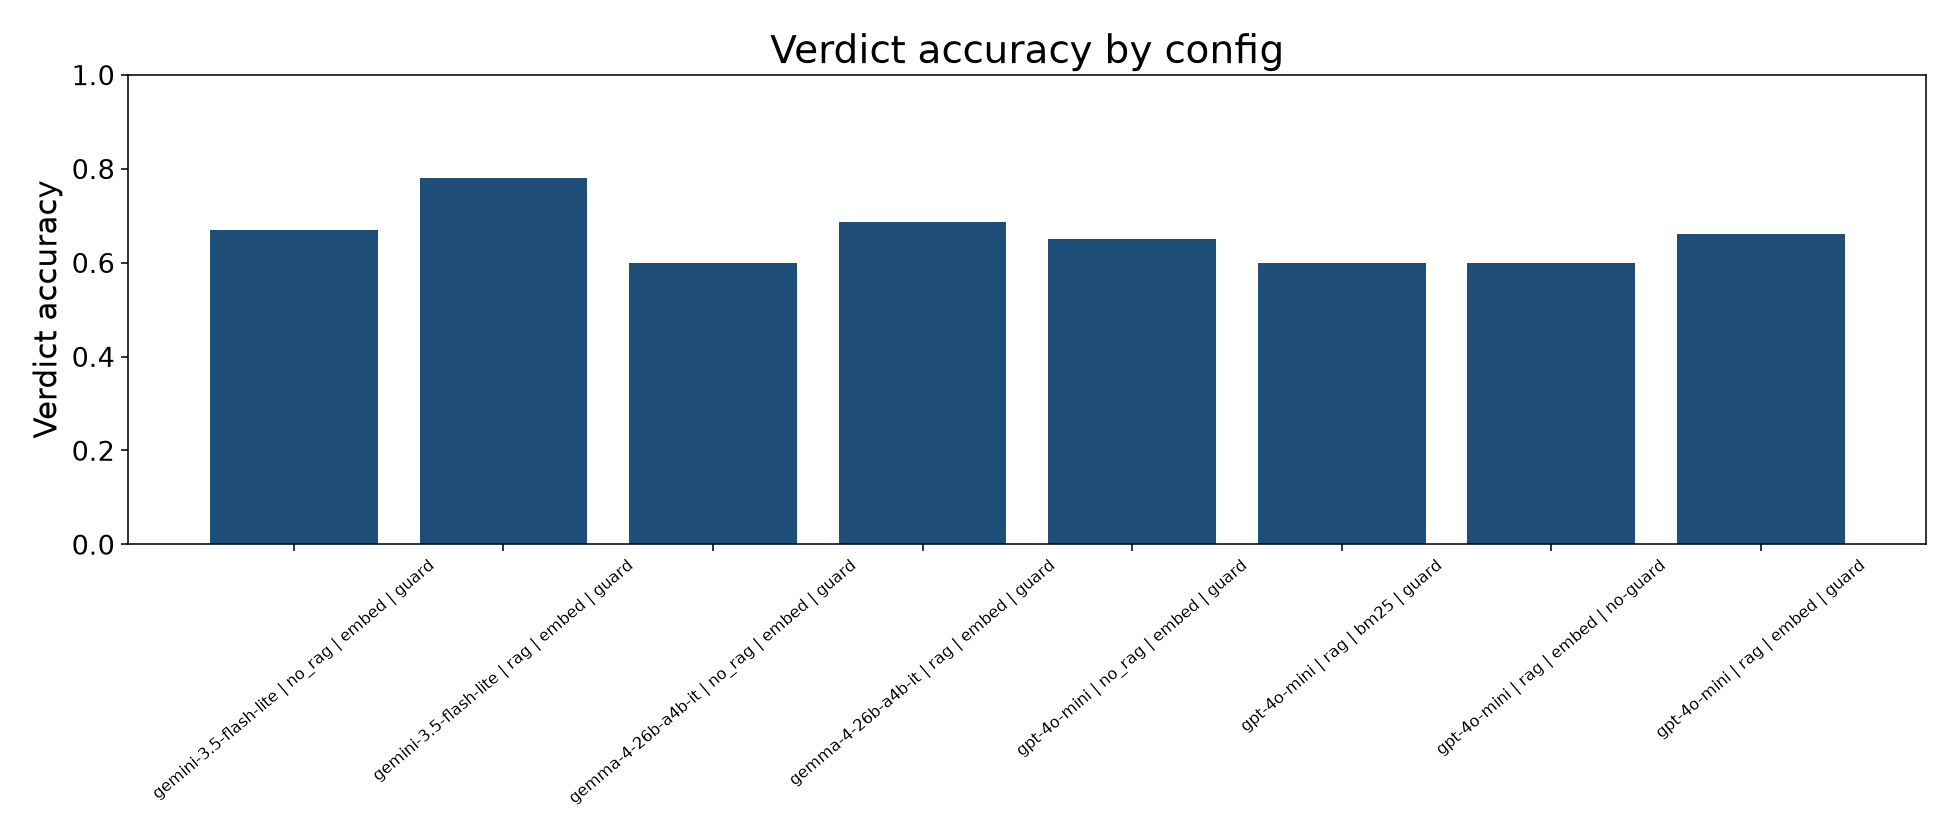 Verdict accuracy by config
Verdict accuracy
1.0
0.8
0.6
0.4
0.2
0.0
gemini-3.5-flash-lite | no_rag | embed | guard
gemini-3.5-flash-lite | rag | embed | guard
gemma-4-26b-a4b-it | no_rag | embed | guard
gemma-4-26b-a4b-it | rag | embed | guard
gpt-4o-mini | no_rag | embed | guard
gpt-4o-mini | rag | bm25 | guard
gpt-4o-mini | rag | embed | no-guard
gpt-4o-mini | rag | embed | guard